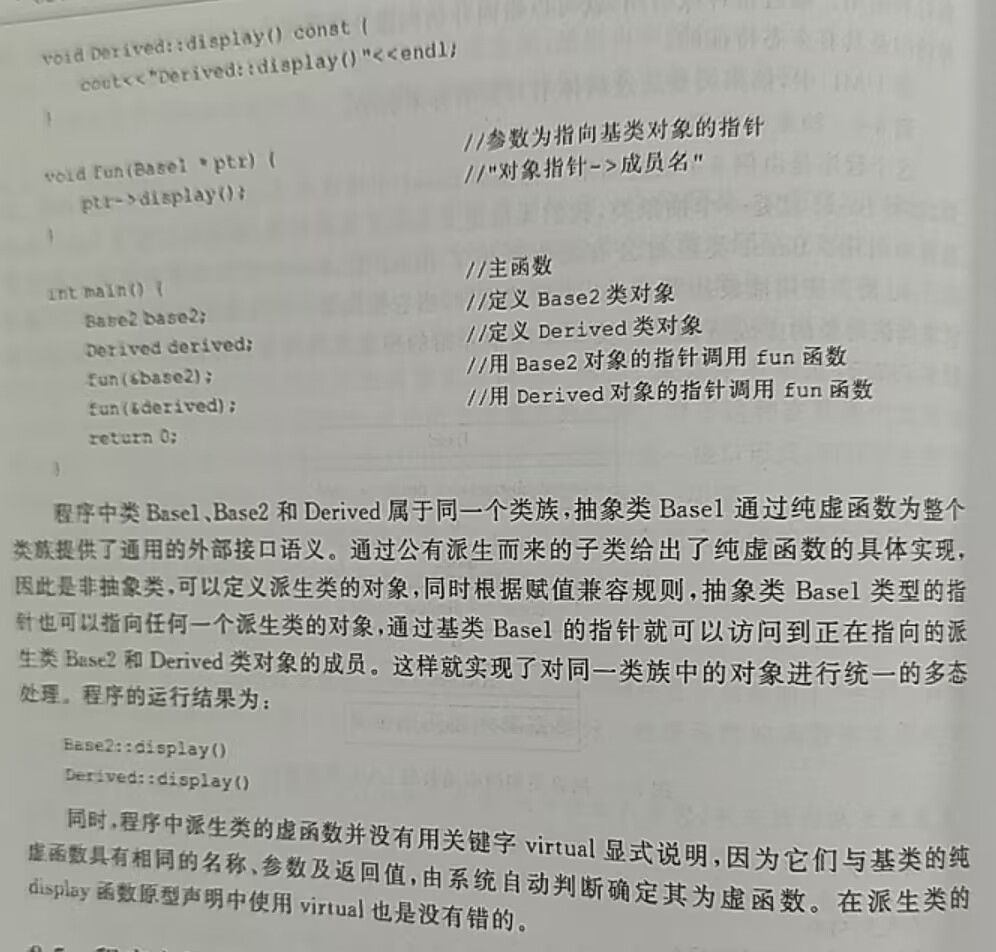 void Derived::display() const {
cout<<"Derived::display()"<<endl;
}
void fun(Base1 * ptr) { //参数为指向基类对象的指针
ptr->display(); //"对象指针->成员名"
}
int main() { //主函数
Base2 base2; //定义 Base2 类对象
Derived derived; //定义 Derived 类对象
fun(&base2); //用 Base2 对象的指针调用 fun 函数
fun(&derived); //用 Derived 对象的指针调用 fun 函数
return 0;
}
程序中类 Base1、Base2 和 Derived 属于同一个类族,抽象类 Base1 通过纯虚函数为整个
类族提供了通用的外部接口语义。通过公有派生而来的子类给出了纯虚函数的具体实现,
因此是非抽象类,可以定义派生类的对象,同时根据赋值兼容规则,抽象类 Base1 类型的指
针也可以指向任何一个派生类的对象,通过基类 Base1 的指针就可以访问到正在指向的派
生类 Base2 和 Derived 类对象的成员。这样就实现了对同一类族中的对象进行统一的多态
处理。程序的运行结果为:
Base2::display()
Derived::display()
同时,程序中派生类的虚函数并没有用关键字 virtual 显式说明,因为它们与基类的纯
虚函数具有相同的名称、参数及返回值,由系统自动判断确定其为虚函数。在派生类的
display 函数原型声明中使用 virtual 也是没有错的。